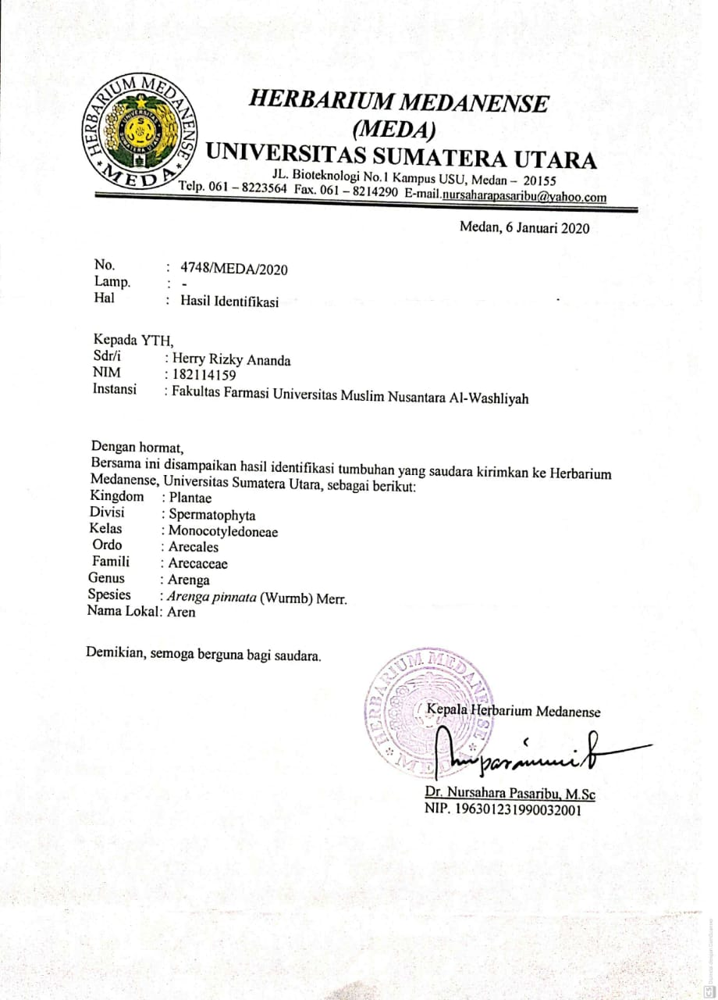 HERBARIUM MEDANENSE
MEDA
UNIVERSITAS
SUMATERA UTARA
HERBARIUM MEDANENSE
(MEDA)
UNIVERSITAS SUMATERA UTARA
JL. Bioteknologi No.1 Kampus USU, Medan – 20155
Telp. 061 – 8223564 Fax. 061 – 8214290 E-mail.nursaharapasaribu@yahoo.com
Medan, 6 Januari 2020
No. : 4748/MEDA/2020
Lamp. : -
Hal : Hasil Identifikasi
Kepada YTH,
Sdr/i : Herry Rizky Ananda
NIM : 182114159
Instansi : Fakultas Farmasi Universitas Muslim Nusantara Al-Washliyah
Dengan hormat,
Bersama ini disampaikan hasil identifikasi tumbuhan yang saudara kirimkan ke Herbarium
Medanense, Universitas Sumatera Utara, sebagai berikut:
Kingdom : Plantae
Divisi : Spermatophyta
Kelas : Monocotyledoneae
Ordo : Arecales
Famili : Arecaceae
Genus : Arenga
Spesies : Arenga pinnata (Wurmb) Merr.
Nama Lokal: Aren
Demikian, semoga berguna bagi saudara.
HERBARIUM MEDANENSE
MEDA
Kepala Herbarium Medanense
Dr. Nursahara Pasaribu, M.Sc
NIP. 196301231990032001
CS